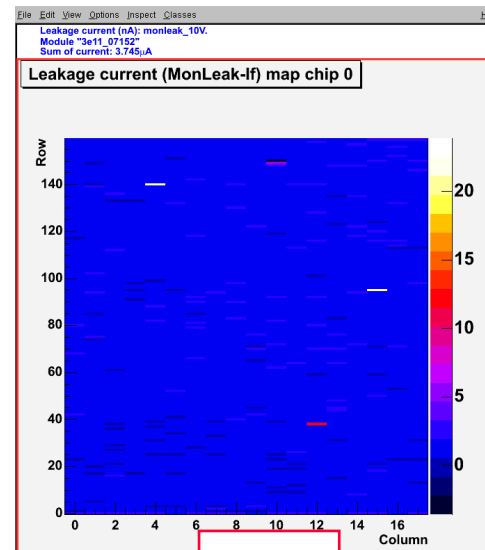 File Edit View Options Inspect Classes H
Leakage current (nA): monleak_10V.
Module "3e11_07152"
Sum of current: 3.745μA
Leakage current (MonLeak-If) map chip 0
Row
140
120
100
80
60
40
20
0
0 2 4 6 8 10 12 14 16
Column
20
15
10
5
0